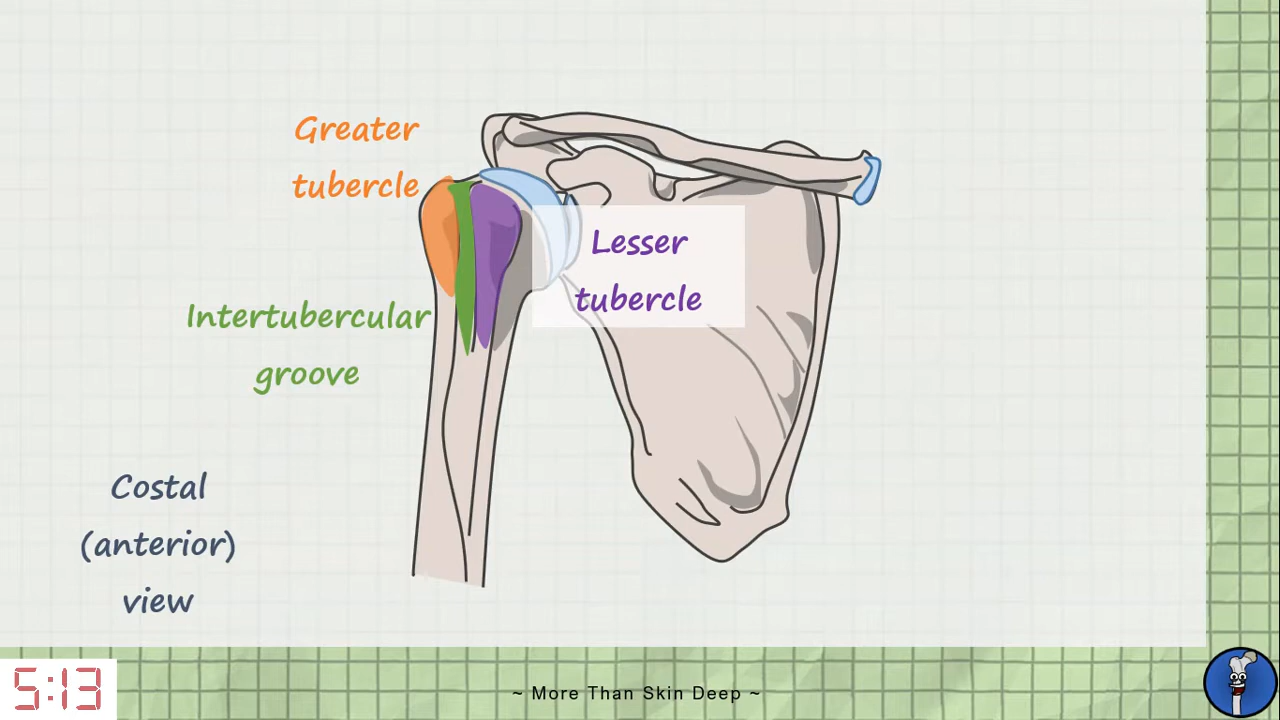 Greater
tubercle
Lesser
tubercle
Intertubercular
groove
Costal
(anterior)
view
5:13
~ More Than Skin Deep ~